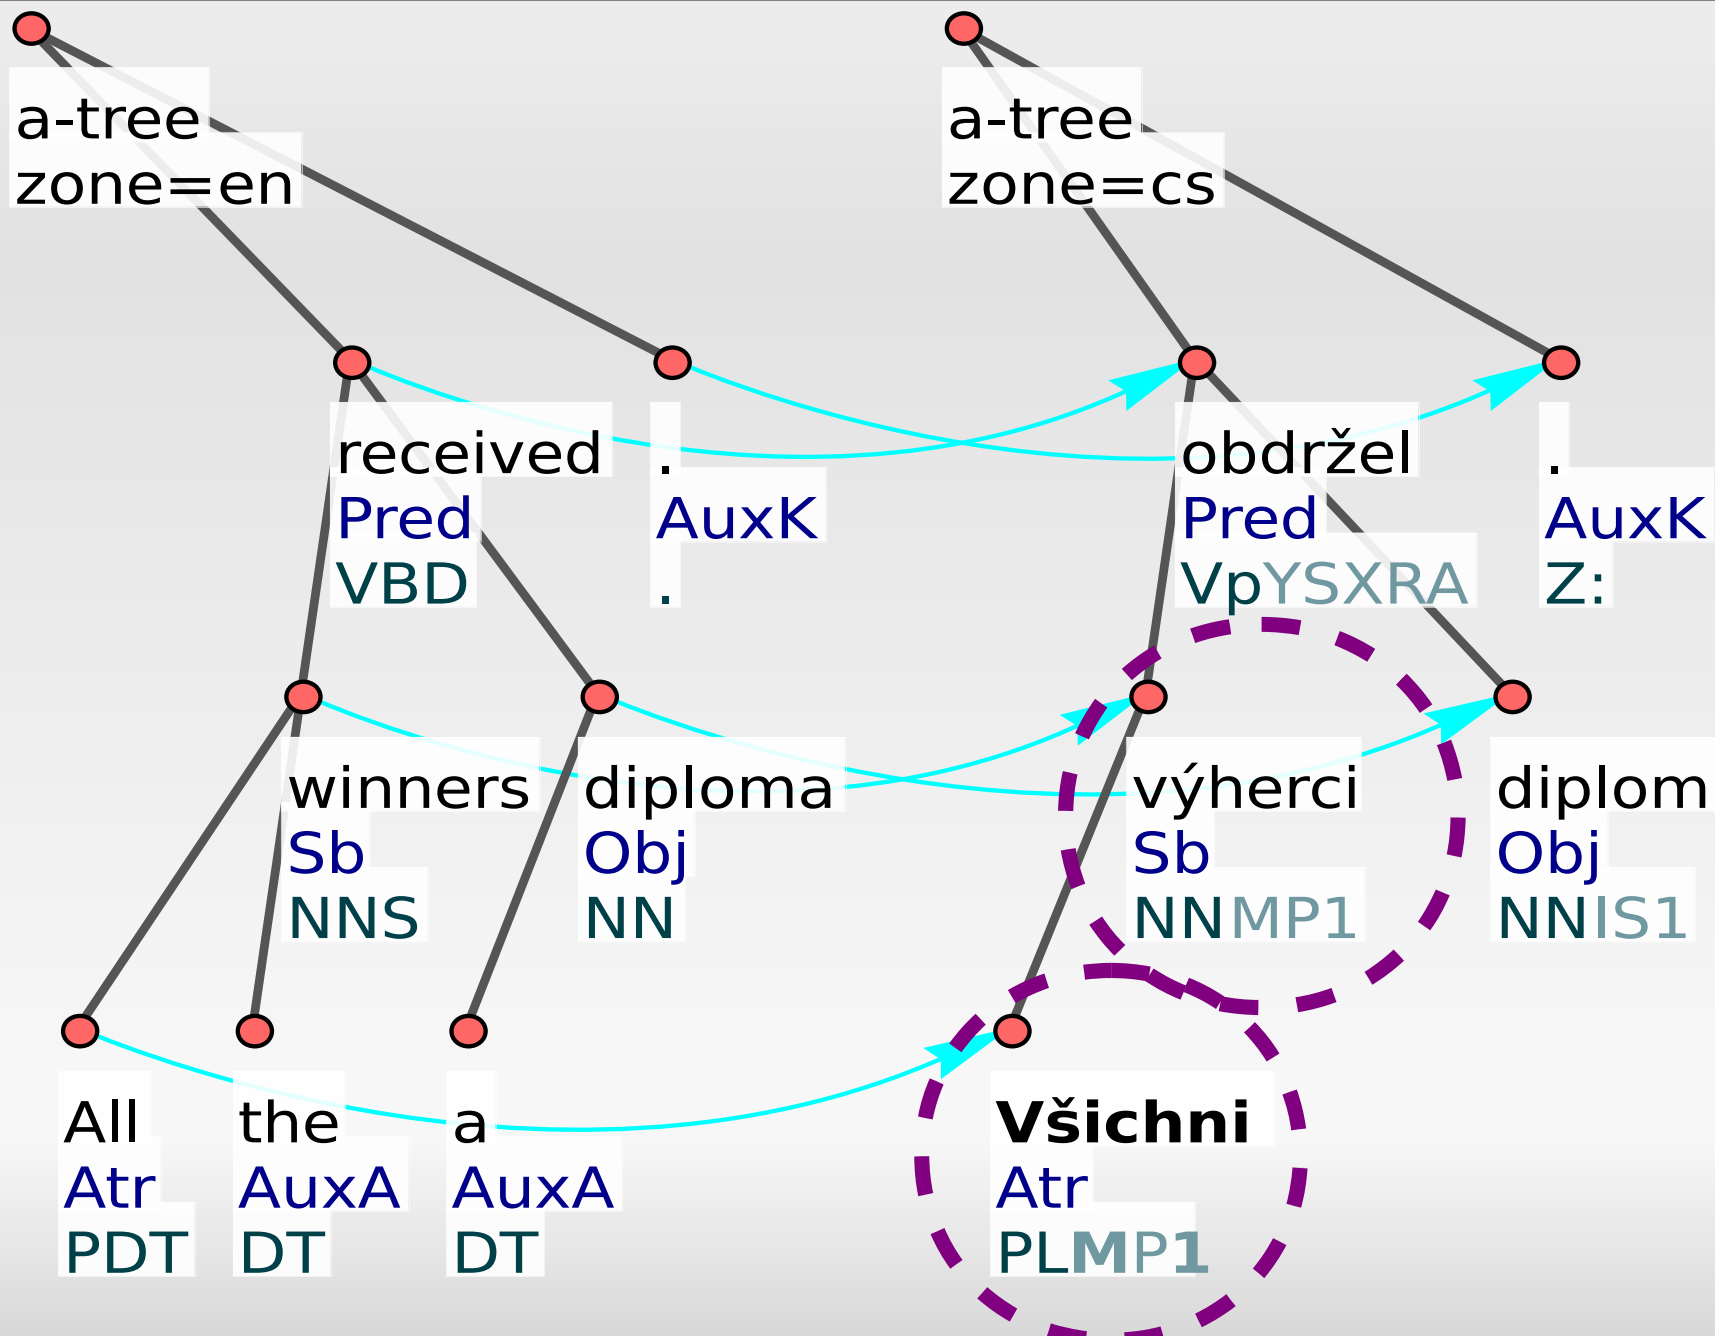 a-tree
zone=en
a-tree
zone=cs
received
Pred
VBD
.
AuxK
.
obdržel
Pred
VpYSXRA
.
AuxK
Z:
winners
Sb
NNS
diploma
Obj
NN
výherci
Sb
NNMP1
diplom
Obj
NNIS1
All
Atr
PDT
the
AuxA
DT
a
AuxA
DT
Všichni
Atr
PLMP1